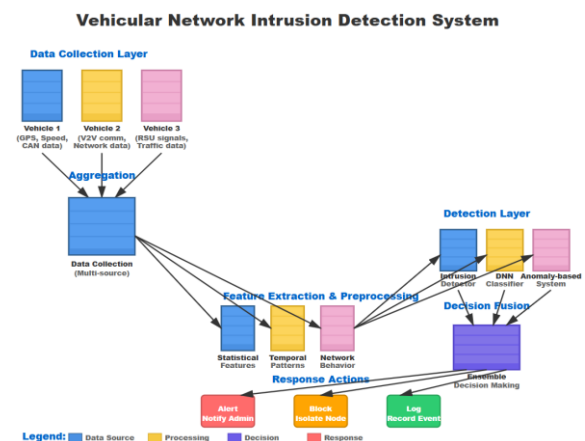 Vehicular Network Intrusion Detection System
Data Collection Layer
Vehicle 1
(GPS, Speed,
CAN data)
Vehicle 2
(V2V comm,
Network data)
Vehicle 3
(RSU signals,
Traffic data)
Aggregation
Data Collection
(Multi-source)
Feature Extraction & Preprocessing
Statistical
Features
Temporal
Patterns
Network
Behavior
Detection Layer
Intrusion
Detector
DNN
Classifier
Anomaly-based
System
Decision Fusion
Ensemble
Decision Making
Response Actions
Alert
Notify Admin
Block
Isolate Node
Log
Record Event
Legend: Data Source Processing Decision Response